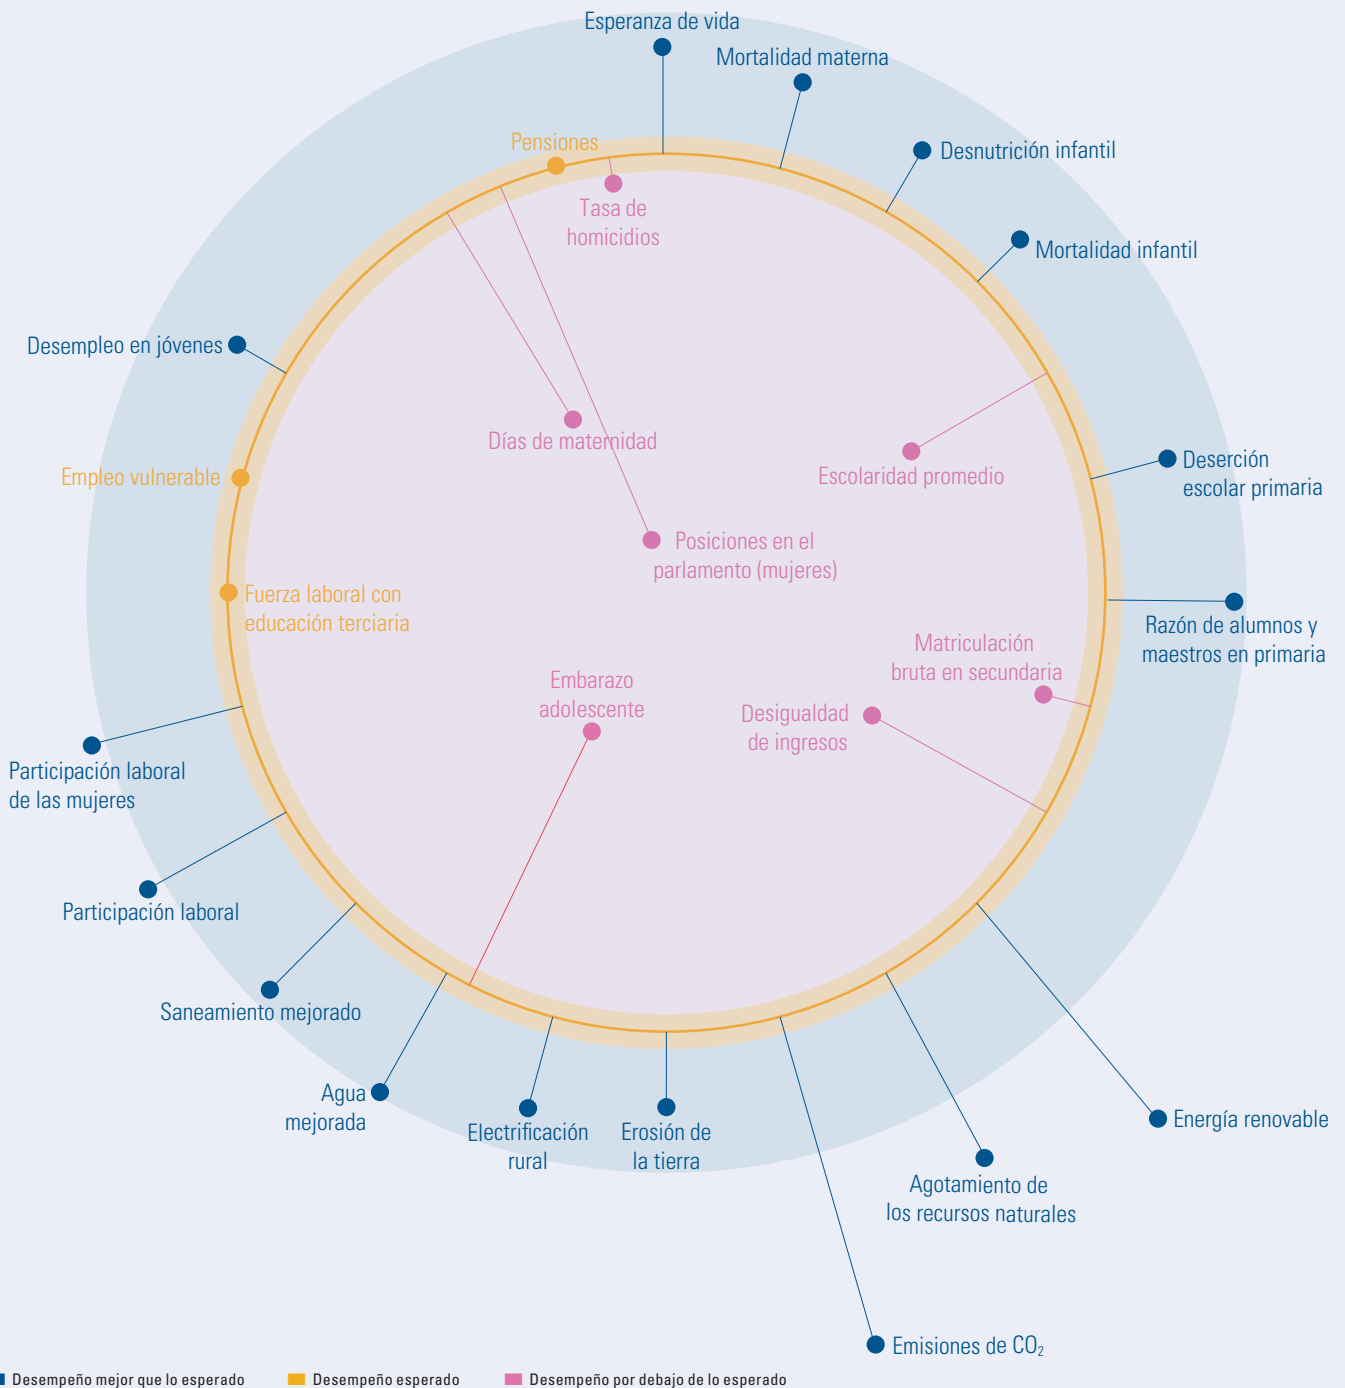 Esperanza de vida
Mortalidad materna
Pensiones
Desnutrición infantil
Tasa de
homicidios
Mortalidad infantil
Desempleo en jóvenes
Días de maternidad
Escolaridad promedio
Deserción
escolar primaria
Empleo vulnerable
Posiciones en el
parlamento (mujeres)
Fuerza laboral con
educación terciaria
Razón de alumnos y
maestros en primaria
Matriculación
bruta en secundaria
Embarazo
adolescente
Desigualdad
de ingresos
Participación laboral
de las mujeres
Participación laboral
Saneamiento mejorado
Agua
mejorada
Electrificación
rural
Erosión de
la tierra
Energía renovable
Agotamiento de
los recursos naturales
Emisiones de CO₂
Desempeño mejor que lo esperado
Desempeño esperado
Desempeño por debajo de lo esperado